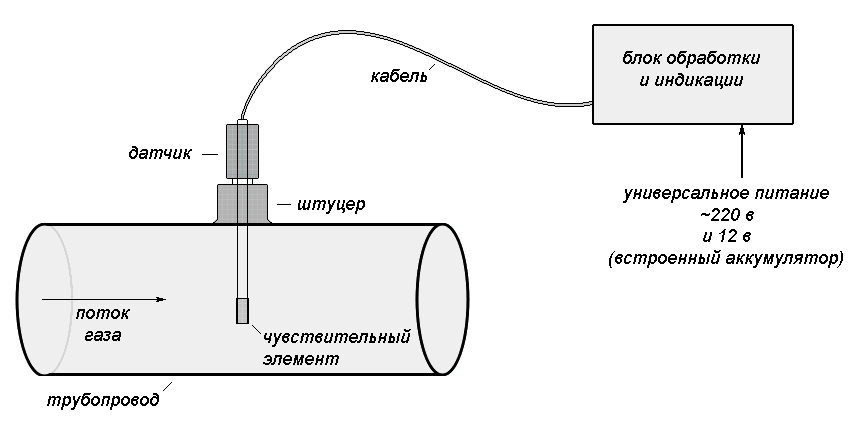 блок обработки
и индикации
кабель
датчик
штуцер
универсальное питание
~220 в
и 12 в
(встроенный аккумулятор)
поток
газа
чувствительный
элемент
трубопровод